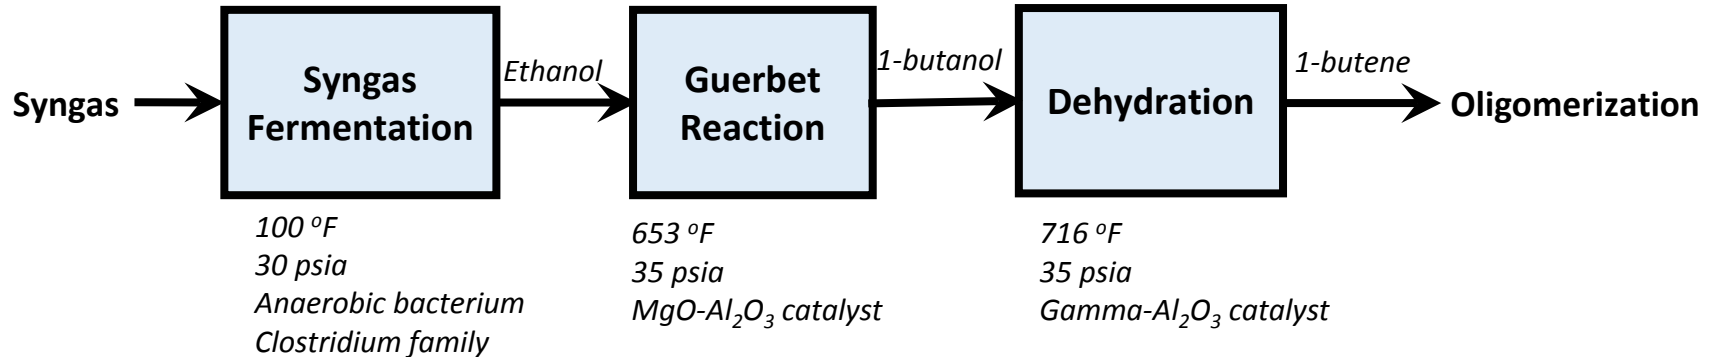 Syngas
Syngas
Fermentation
Ethanol
Guerbet
Reaction
1-butanol
Dehydration
1-butene
Oligomerization
100 °F
30 psia
Anaerobic bacterium
Clostridium family
653 °F
35 psia
MgO-Al₂O₃ catalyst
716 °F
35 psia
Gamma-Al₂O₃ catalyst